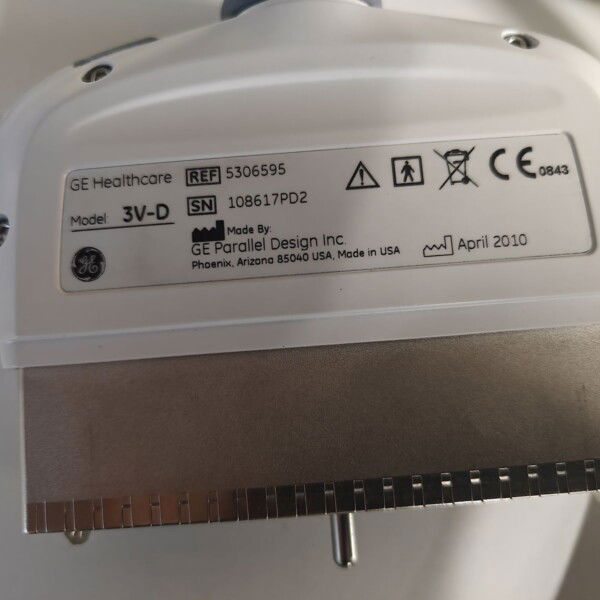 GE Healthcare
REF 5306595
Model: 3V-D
SN 108617PD2
Made By:
GE Parallel Design Inc.
Phoenix, Arizona 85040 USA, Made in USA
April 2010
CE 0843
GE